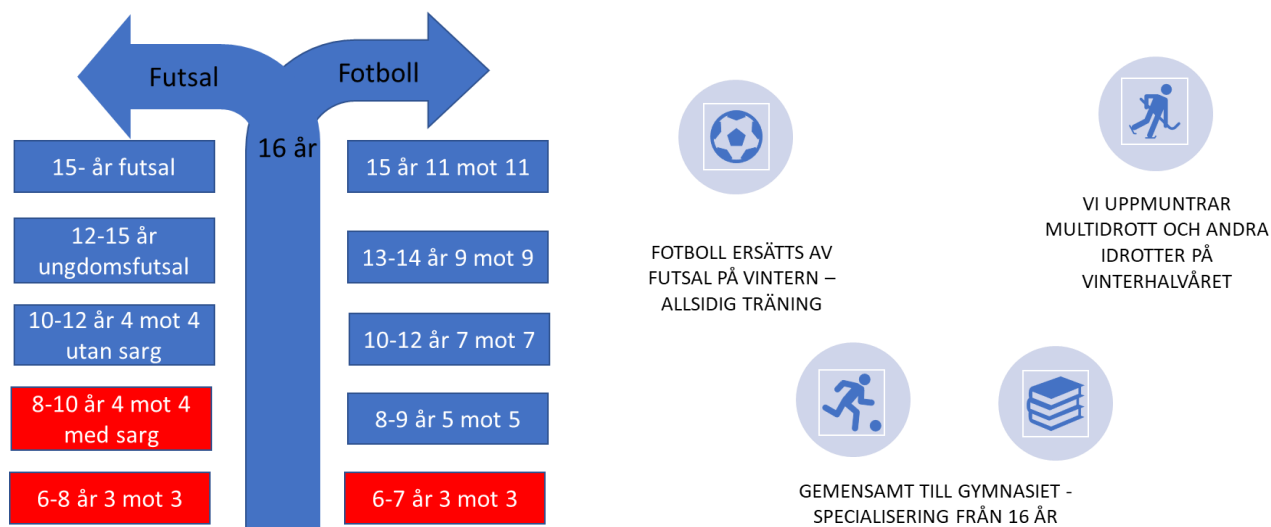 Futsal
Fotboll
16 år
15- år futsal
12-15 år
ungdomsfutsal
10-12 år 4 mot 4
utan sarg
8-10 år 4 mot 4
med sarg
6-8 år 3 mot 3
15 år 11 mot 11
13-14 år 9 mot 9
10-12 år 7 mot 7
8-9 år 5 mot 5
6-7 år 3 mot 3
FOTBOLL ERSÄTTS AV
FUTSAL PÅ VINTERN –
ALLSIDIG TRÄNING
VI UPPMUNTRAR
MULTIDROTT OCH ANDRA
IDROTTER PÅ
VINTERHALVÅRET
GEMENSAMT TILL GYMNASIET -
SPECIALISERING FRÅN 16 ÅR